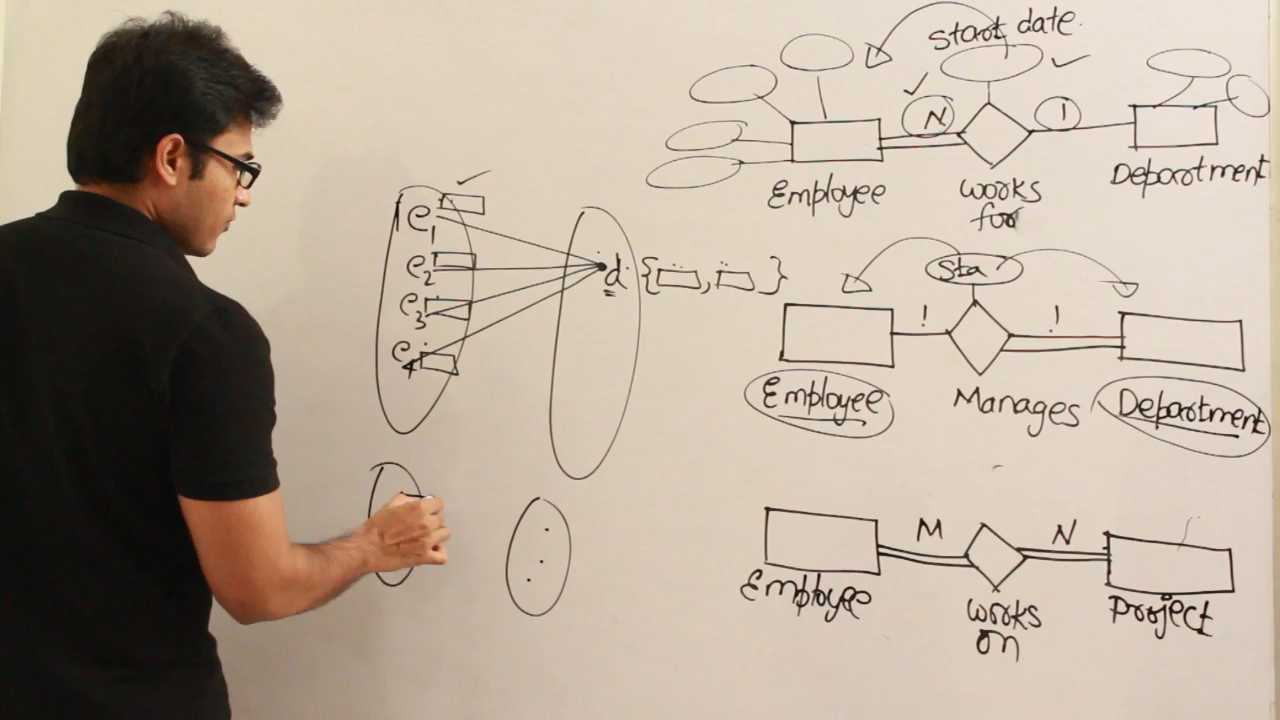 Start date.
N
1
Employee
works
for
Department
e1
e2
e3
e4
d
{ , }
Sta
1
1
Employee
Manages
Department
M
N
Employee
works
on
Project